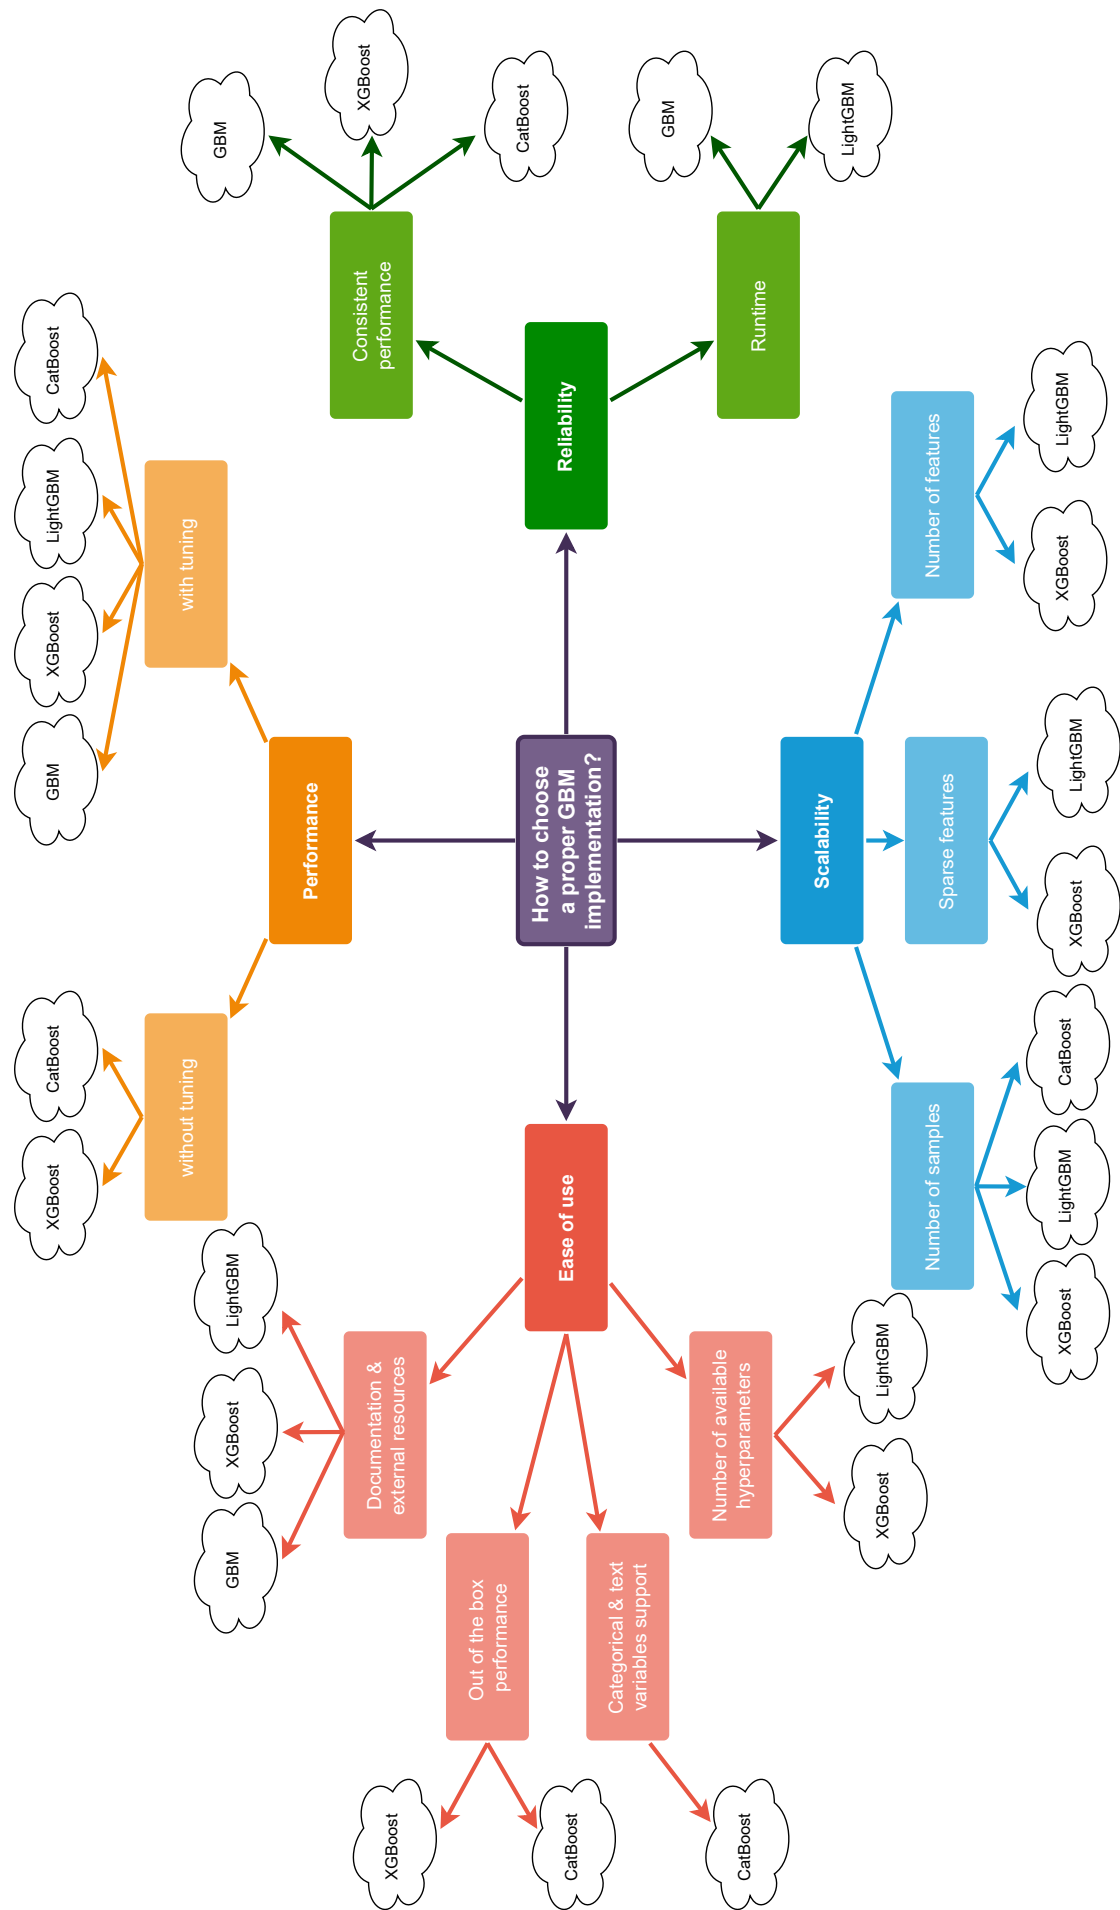 How to choose
a proper GBM
implementation?
Performance
without tuning
XGBoost
CatBoost
with tuning
GBM
XGBoost
LightGBM
CatBoost
Reliability
Consistent
performance
GBM
XGBoost
CatBoost
Runtime
GBM
LightGBM
Scalability
Number of samples
XGBoost
LightGBM
CatBoost
Sparse features
XGBoost
LightGBM
Number of features
XGBoost
LightGBM
Ease of use
Documentation &
external resources
GBM
XGBoost
LightGBM
Out of the box
performance
XGBoost
CatBoost
Categorical & text
variables support
CatBoost
Number of available
hyperparameters
XGBoost
LightGBM